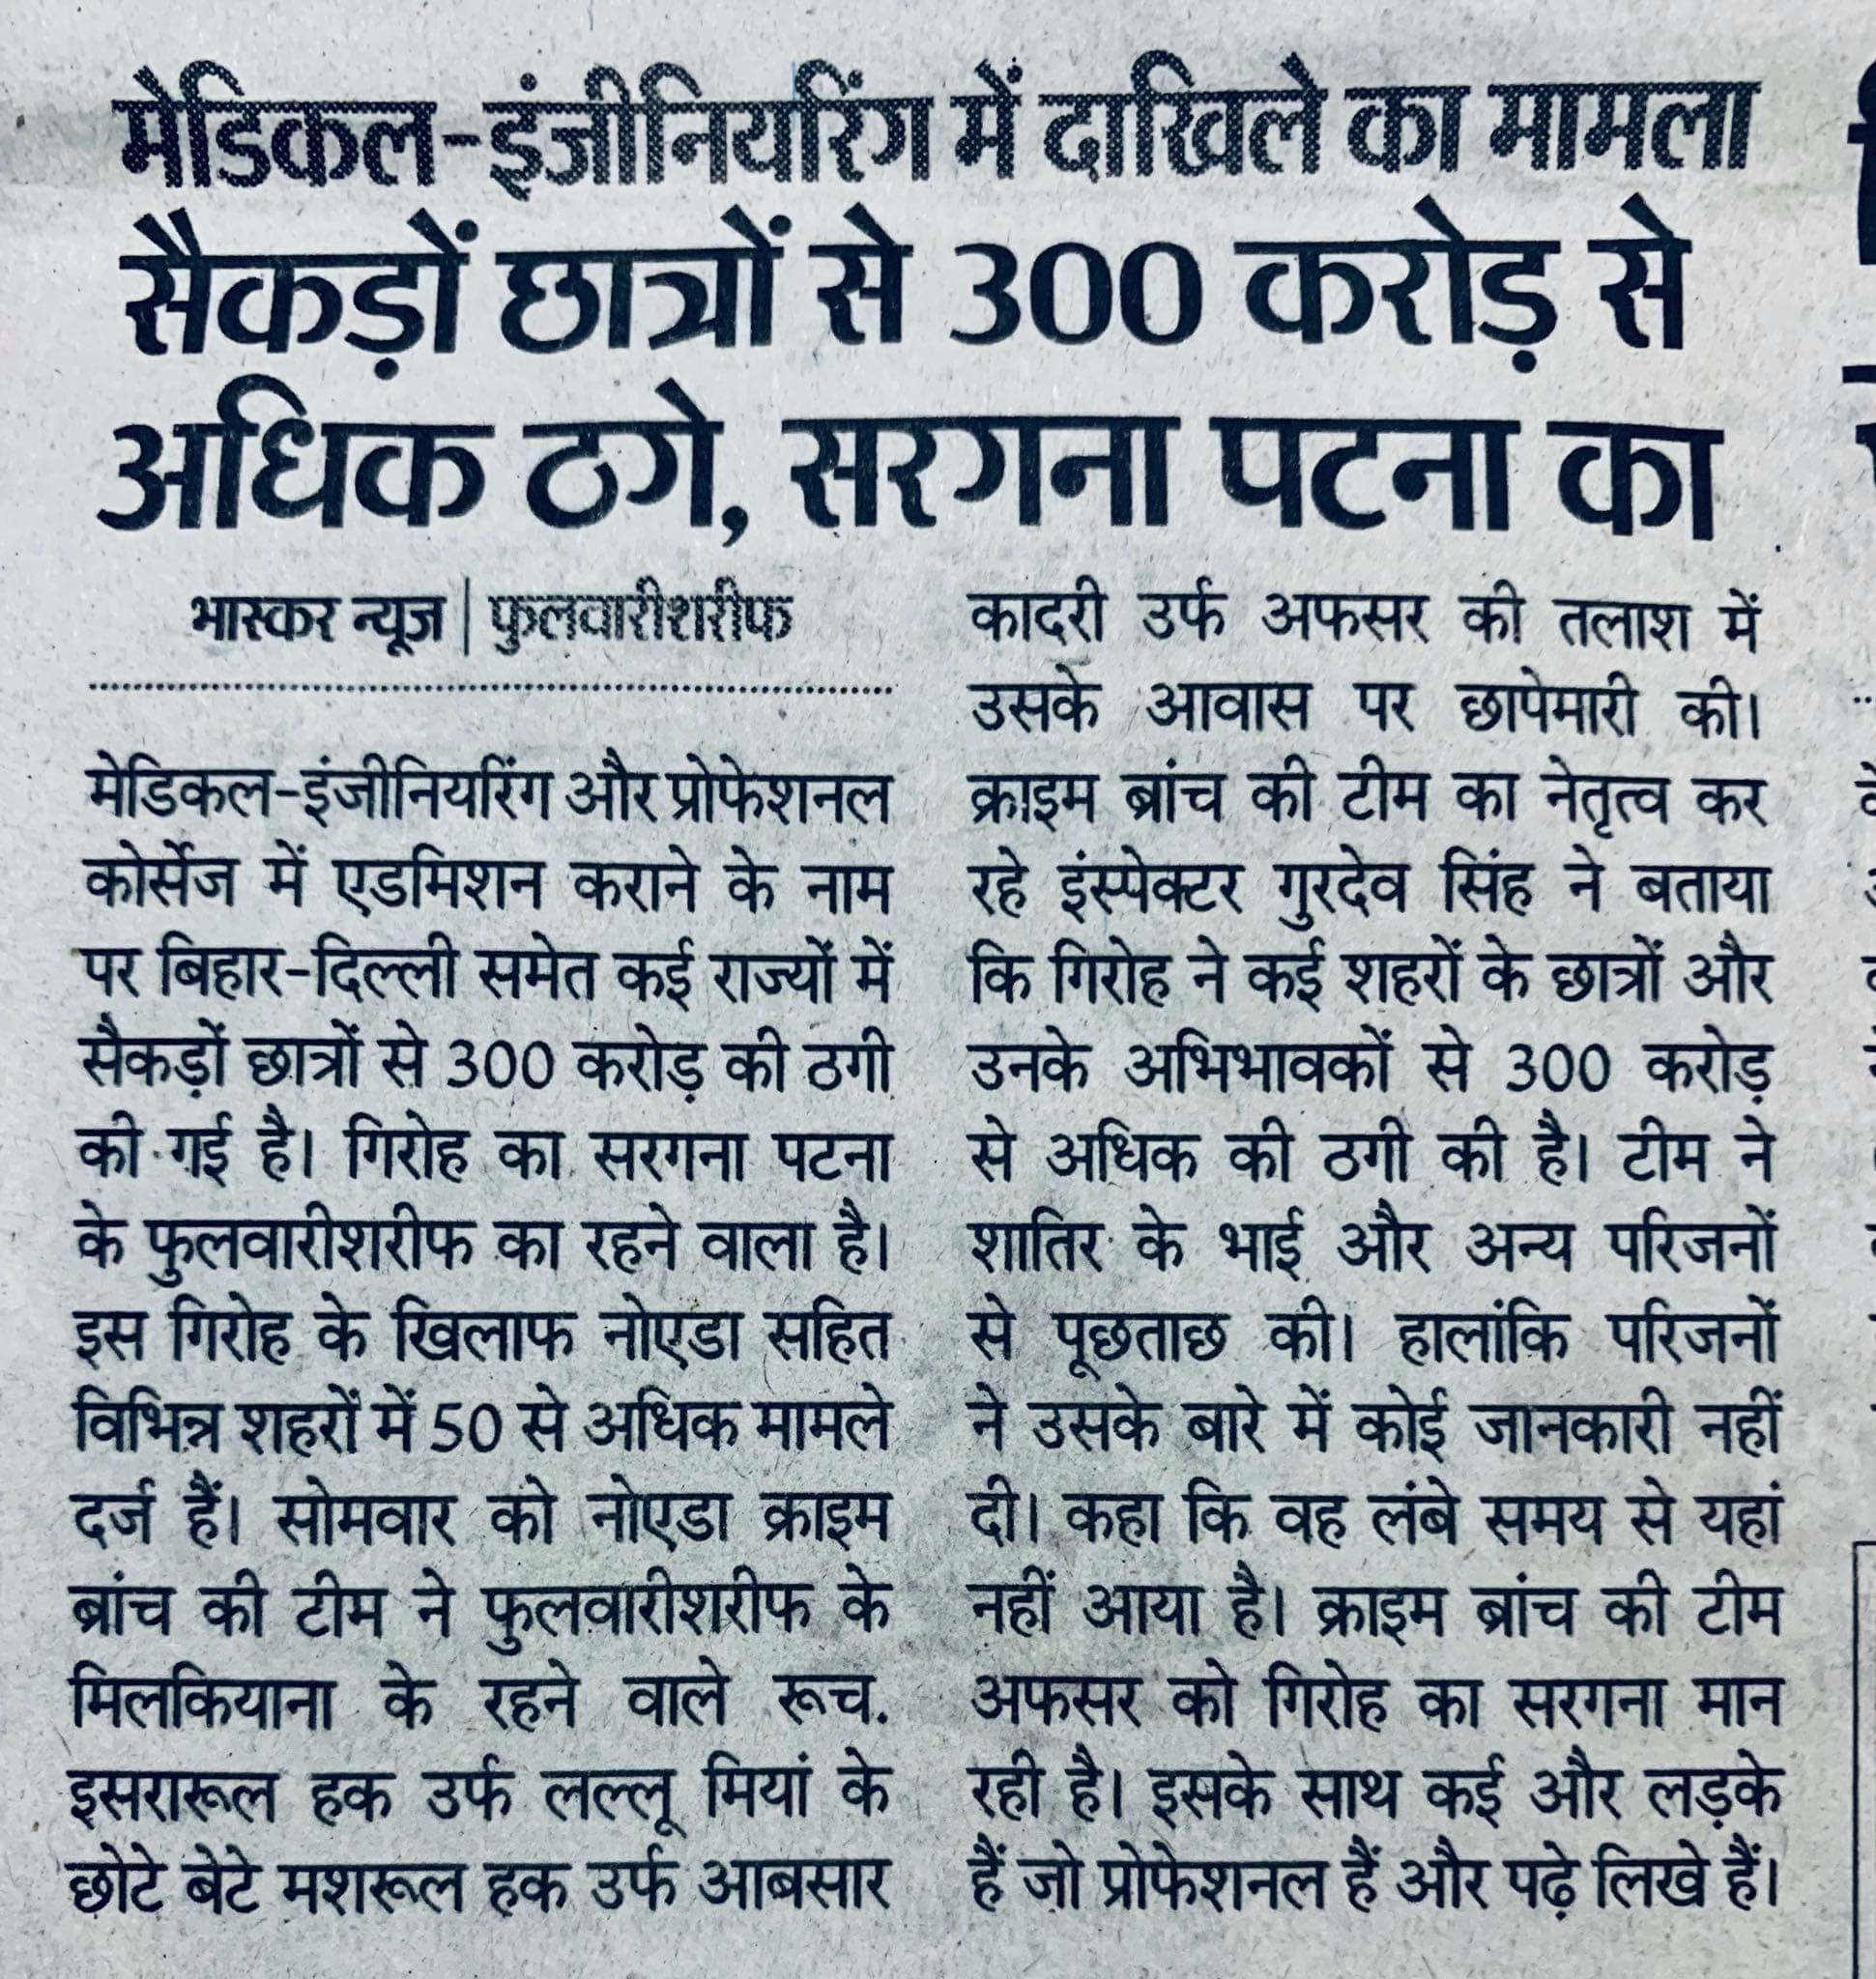 मेडिकल-इंजीनियरिंग में दाखिले का मामला
सैकड़ों छात्रों से 300 करोड़ से
अधिक ठगे, सरगना पटना का
भास्कर न्यूज | फुलवारीशरीफ
मेडिकल-इंजीनियरिंग और प्रोफेशनल
कोर्सेज में एडमिशन कराने के नाम
पर बिहार-दिल्ली समेत कई राज्यों में
सैकड़ों छात्रों से 300 करोड़ की ठगी
की गई है। गिरोह का सरगना पटना
के फुलवारीशरीफ का रहने वाला है।
इस गिरोह के खिलाफ नोएडा सहित
विभिन्न शहरों में 50 से अधिक मामले
दर्ज हैं। सोमवार को नोएडा क्राइम
ब्रांच की टीम ने फुलवारीशरीफ के
मिलकियाना के रहने वाले रूच.
इसरारूल हक उर्फ लल्लू मियां के
छोटे बेटे मशरूल हक उर्फ आबसार
कादरी उर्फ अफसर की तलाश में
उसके आवास पर छापेमारी की।
क्राइम ब्रांच की टीम का नेतृत्व कर
रहे इंस्पेक्टर गुरदेव सिंह ने बताया
कि गिरोह ने कई शहरों के छात्रों और
उनके अभिभावकों से 300 करोड़
से अधिक की ठगी की है। टीम ने
शातिर के भाई और अन्य परिजनों
से पूछताछ की। हालांकि परिजनों
ने उसके बारे में कोई जानकारी नहीं
दी। कहा कि वह लंबे समय से यहां
नहीं आया है। क्राइम ब्रांच की टीम
अफसर को गिरोह का सरगना मान
रही है। इसके साथ कई और लड़के
हैं जो प्रोफेशनल हैं और पढ़े लिखे हैं।